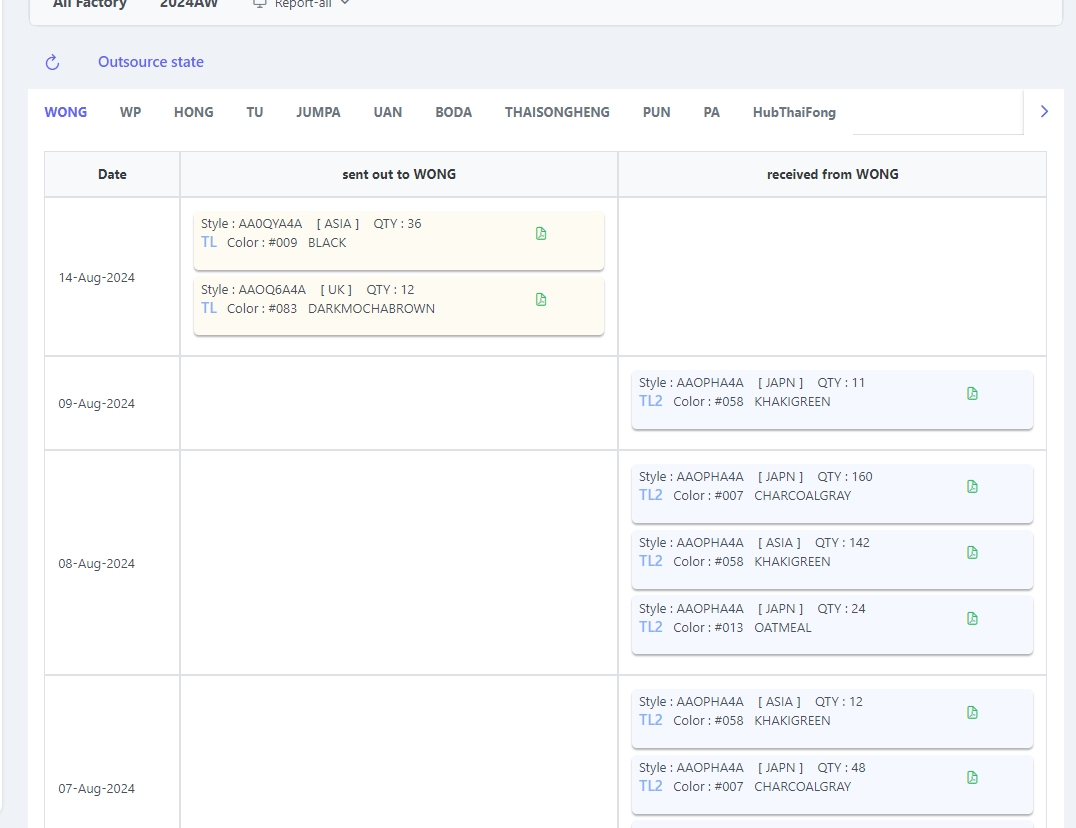 All Factory 2024AW Report-all
Outsource state
WONG WP HONG TU JUMPA UAN BODA THAISONGHENG PUN PA HubThaiFong
Date sent out to WONG received from WONG
14-Aug-2024
Style : AA0QYA4A [ ASIA ] QTY : 36
TL Color : #009 BLACK
Style : AAOQ6A4A [ UK ] QTY : 12
TL Color : #083 DARKMOCHABROWN
09-Aug-2024
Style : AAOPHA4A [ JAPN ] QTY : 11
TL2 Color : #058 KHAKIGREEN
08-Aug-2024
Style : AAOPHA4A [ JAPN ] QTY : 160
TL2 Color : #007 CHARCOALGRAY
Style : AAOPHA4A [ ASIA ] QTY : 142
TL2 Color : #058 KHAKIGREEN
Style : AAOPHA4A [ JAPN ] QTY : 24
TL2 Color : #013 OATMEAL
07-Aug-2024
Style : AAOPHA4A [ ASIA ] QTY : 12
TL2 Color : #058 KHAKIGREEN
Style : AAOPHA4A [ JAPN ] QTY : 48
TL2 Color : #007 CHARCOALGRAY